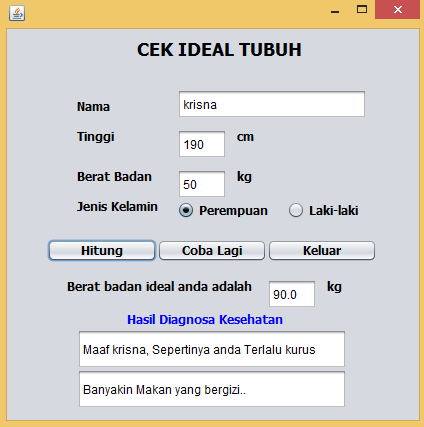 CEK IDEAL TUBUH
Nama krisna
Tinggi 190 cm
Berat Badan 50 kg
Jenis Kelamin Perempuan Laki-laki
Hitung Coba Lagi Keluar
Berat badan ideal anda adalah 90.0 kg
Hasil Diagnosa Kesehatan
Maaf krisna, Sepertinya anda Terlalu kurus
Banyakin Makan yang bergizi..